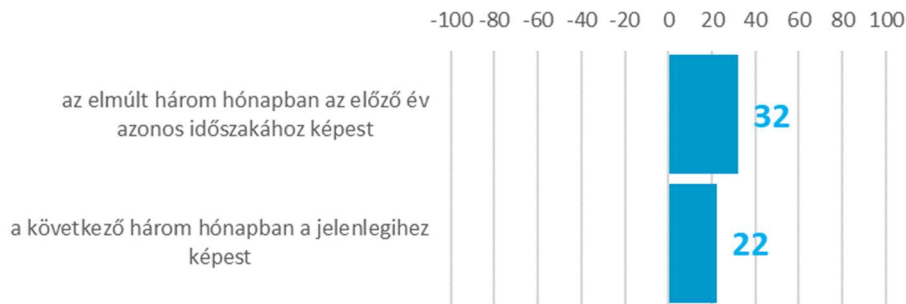 -100 -80 -60 -40 -20 0 20 40 60 80 100
az elmúlt három hónapban az előző év
azonos időszakához képest
32
a következő három hónapban a jelenlegihez
képest
22